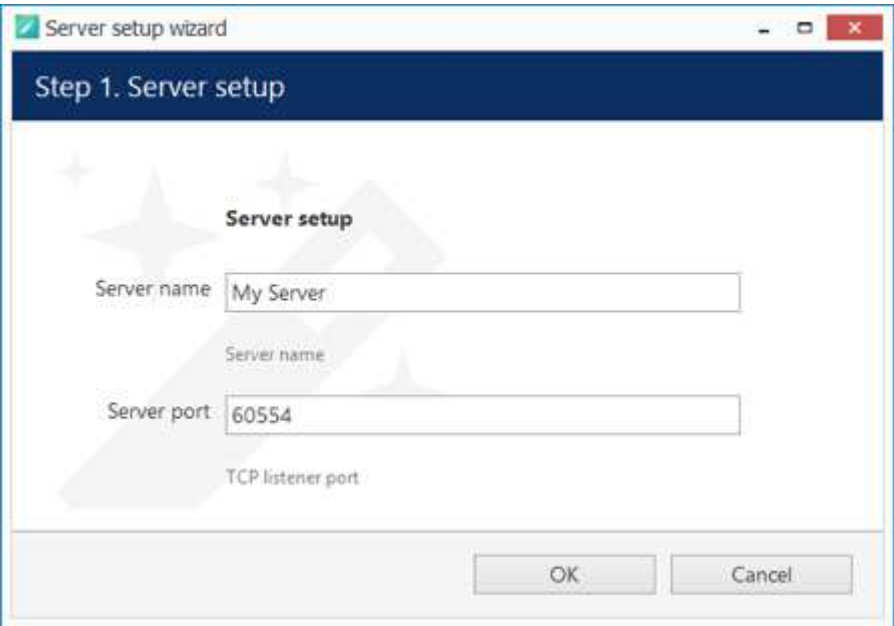 Server setup wizard
Step 1. Server setup
Server setup
Server name My Server
Server name
Server port 60554
TCP listener port
OK Cancel